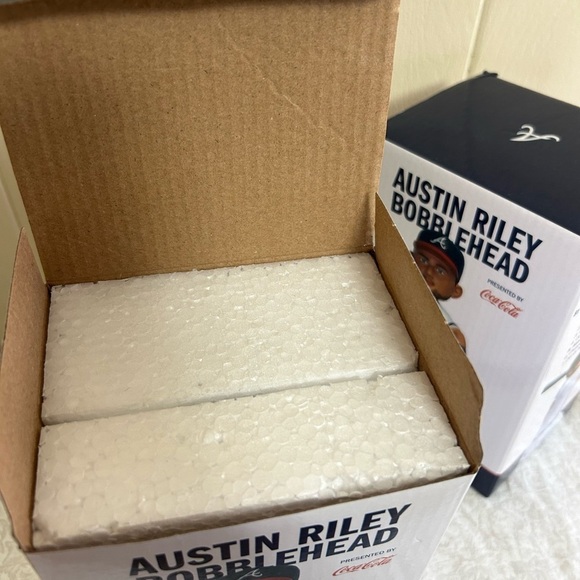 AUSTIN RILEY
BOBBLEHEAD
PRESENTED BY
Coca-Cola
AUSTIN RILEY
BOBBLEHEAD
PRESENTED BY
Coca-Cola